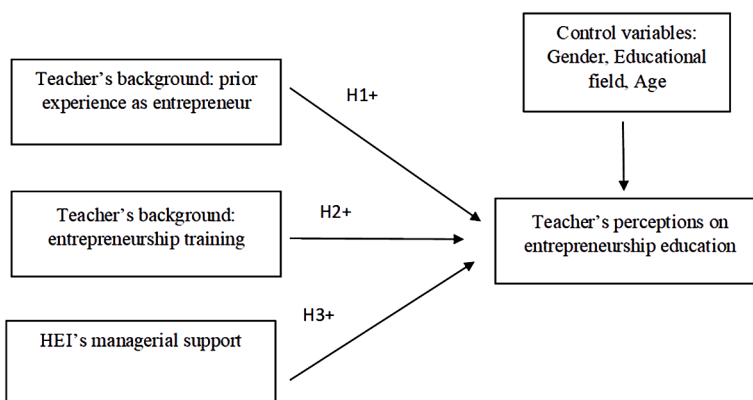 Control variables:
Gender, Educational
field, Age
Teacher's background: prior
experience as entrepreneur
H1+
Teacher's background:
entrepreneurship training
H2+
Teacher's perceptions on
entrepreneurship education
H3+
HEI's managerial support